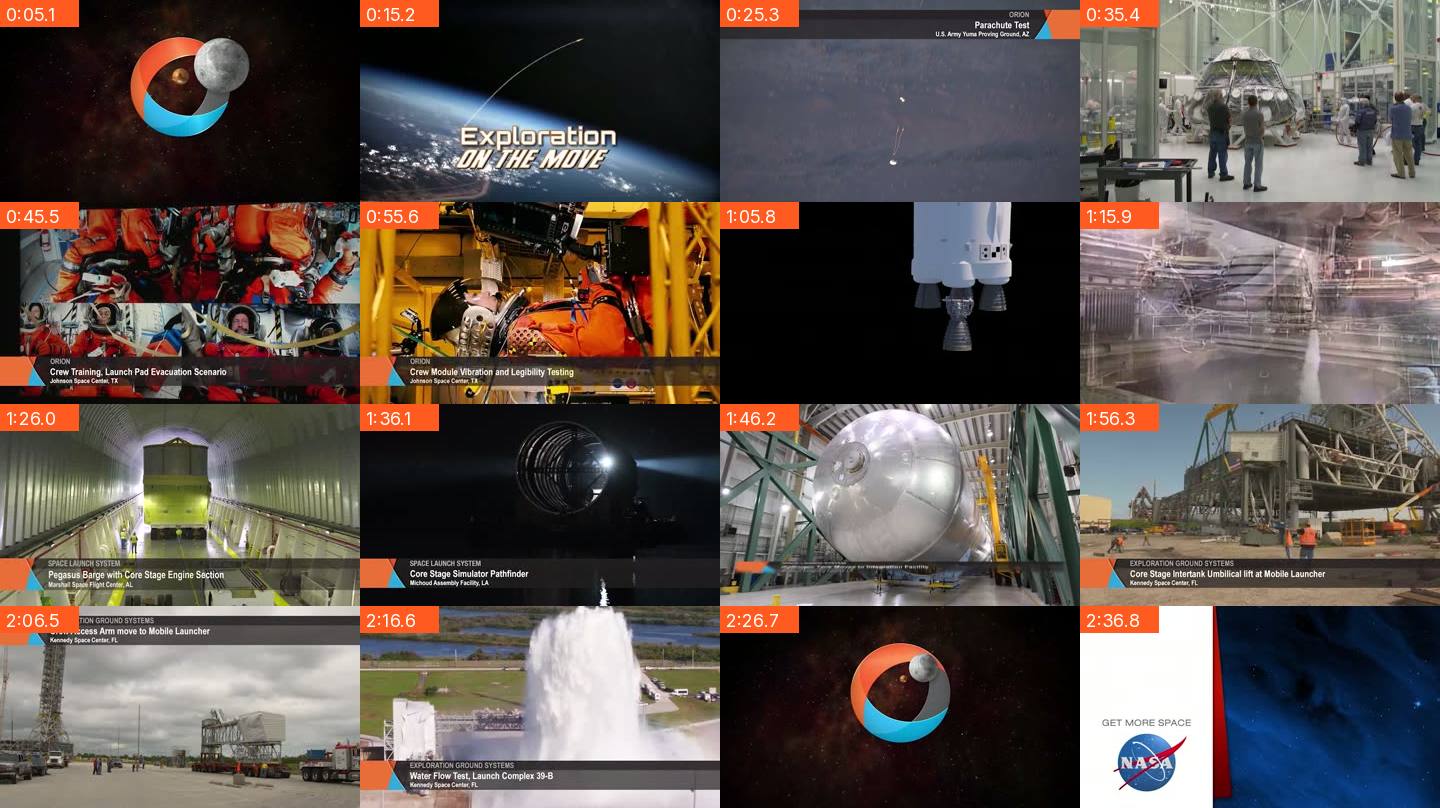 0:05.1
0:15.2
Exploration
ON THE MOVE
0:25.3
ORION
Parachute Test
U.S. Army Yuma Proving Ground, AZ
0:35.4
0:45.5
ORION
Crew Training, Launch Pad Evacuation Scenario
Johnson Space Center, TX
0:55.6
ORION
Crew Module Vibration and Legibility Testing
Johnson Space Center, TX
1:05.8
1:15.9
1:26.0
SPACE LAUNCH SYSTEM
Pegasus Barge with Core Stage Engine Section
Marshall Space Flight Center, AL
1:36.1
SPACE LAUNCH SYSTEM
Core Stage Simulator Pathfinder
Michoud Assembly Facility, LA
1:46.2
1:56.3
EXPLORATION GROUND SYSTEMS
Core Stage Intertank Umbilical lift at Mobile Launcher
Kennedy Space Center, FL
2:06.5
GROUND SYSTEMS
Access Arm move to Mobile Launcher
Kennedy Space Center, FL
2:16.6
EXPLORATION GROUND SYSTEMS
Water Flow Test, Launch Complex 39-B
Kennedy Space Center, FL
2:26.7
2:36.8
GET MORE SPACE
NASA